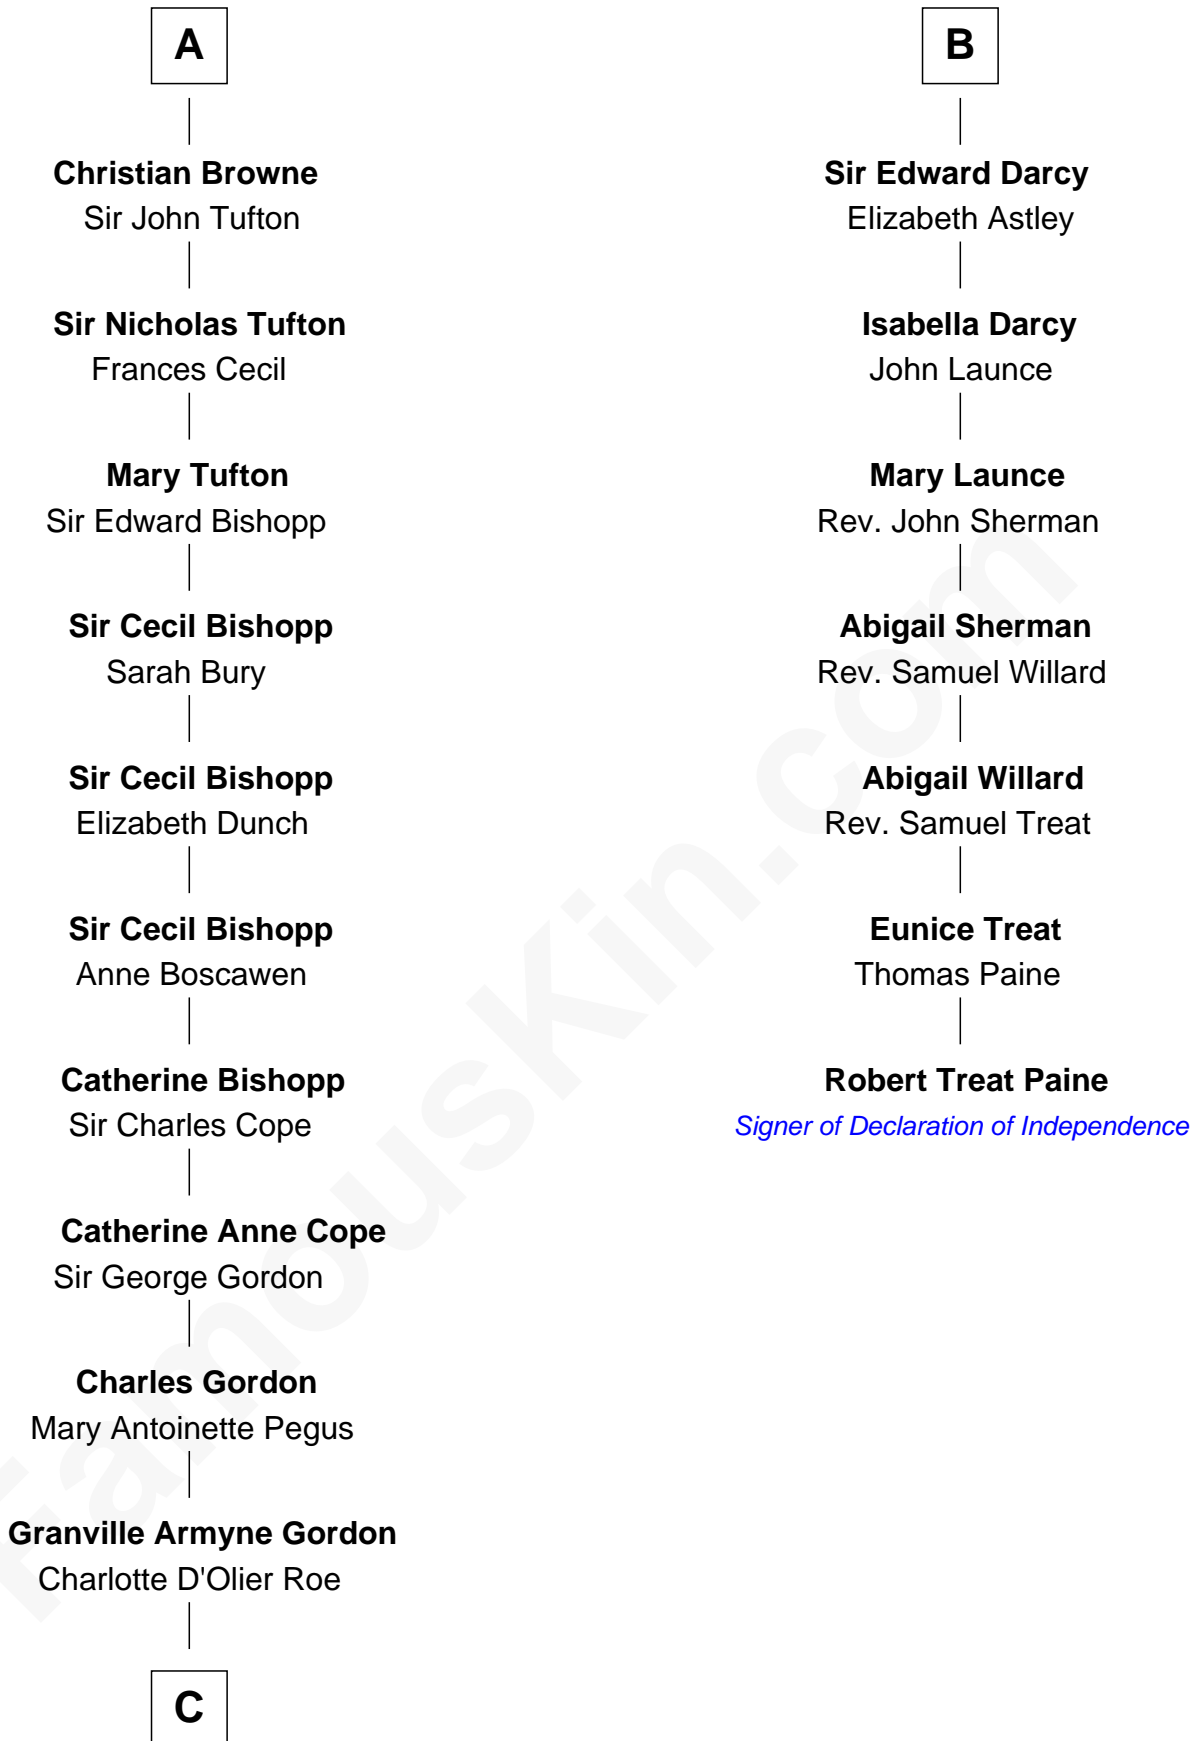 A
Christian Browne
Sir John Tufton
Sir Nicholas Tufton
Frances Cecil
Mary Tufton
Sir Edward Bishopp
Sir Cecil Bishopp
Sarah Bury
Sir Cecil Bishopp
Elizabeth Dunch
Sir Cecil Bishopp
Anne Boscawen
Catherine Bishopp
Sir Charles Cope
Catherine Anne Cope
Sir George Gordon
Charles Gordon
Mary Antoinette Pegus
Granville Armyne Gordon
Charlotte D'Olier Roe
C
B
Sir Edward Darcy
Elizabeth Astley
Isabella Darcy
John Launce
Mary Launce
Rev. John Sherman
Abigail Sherman
Rev. Samuel Willard
Abigail Willard
Rev. Samuel Treat
Eunice Treat
Thomas Paine
Robert Treat Paine
Signer of Declaration of Independence
FamousKin.com